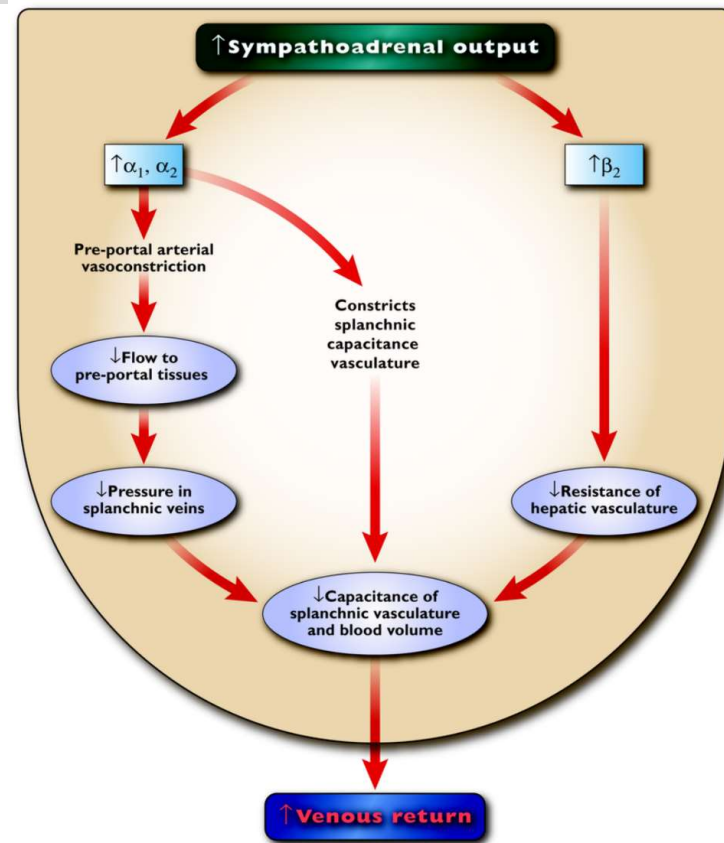 ↑Sympathoadrenal output
↑α₁, α₂
↑β₂
Pre-portal arterial
vasoconstriction
Constricts
splanchnic
capacitance
vasculature
↓Flow to
pre-portal tissues
↓Pressure in
splanchnic veins
↓Resistance of
hepatic vasculature
↓Capacitance of
splanchnic vasculature
and blood volume
↑Venous return